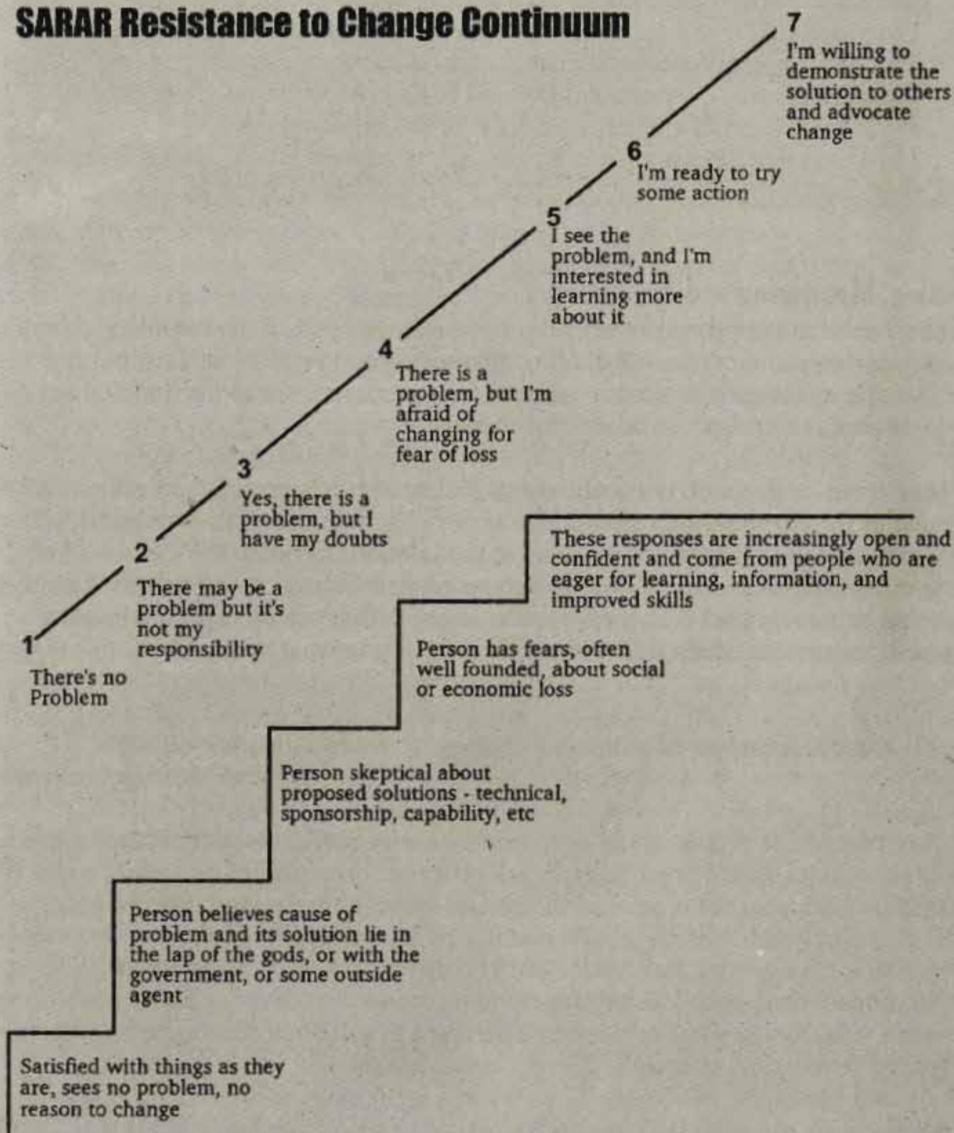 SARAR Resistance to Change Continuum
7
I'm willing to
demonstrate the
solution to others
and advocate
change
6
I'm ready to try
some action
5
I see the
problem, and I'm
interested in
learning more
about it
4
There is a
problem, but I'm
afraid of
changing for
fear of loss
3
Yes, there is a
problem, but I
have my doubts
2
There may be a
problem but it's
not my
responsibility
1
There's no
Problem
These responses are increasingly open and
confident and come from people who are
eager for learning, information, and
improved skills
Person has fears, often
well founded, about social
or economic loss
Person skeptical about
proposed solutions - technical,
sponsorship, capability, etc
Person believes cause of
problem and its solution lie in
the lap of the gods, or with the
government, or some outside
agent
Satisfied with things as they
are, sees no problem, no
reason to change